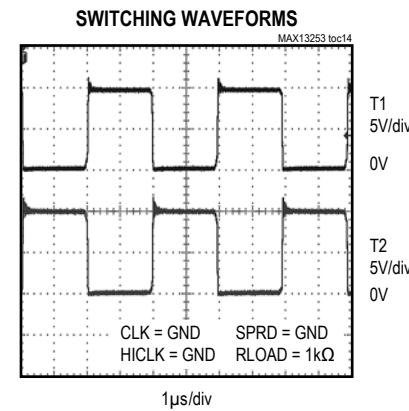 SWITCHING WAVEFORMS
MAX13253 toc14
T1
5V/div
0V
T2
5V/div
0V
CLK = GND SPRD = GND
HICLK = GND RLOAD = 1kΩ
1µs/div